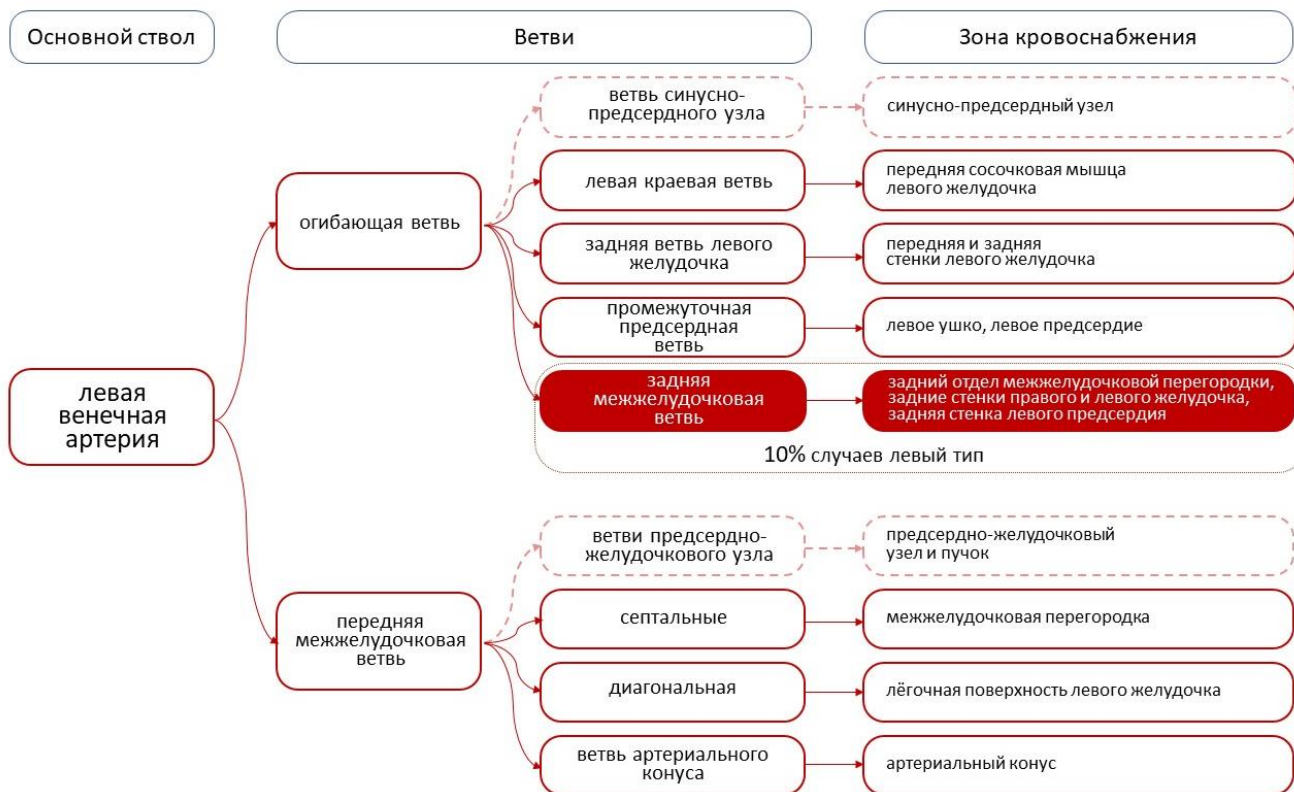 Основной ствол
Ветви
Зона кровоснабжения
ветвь синусно-
предсердного узла
синусно-предсердный узел
левая краевая ветвь
передняя сосочковая мышца
левого желудочка
огибающая ветвь
задняя ветвь левого
желудочка
передняя и задняя
стенки левого желудочка
промежуточная
предсердная
ветвь
левое ушко, левое предсердие
левая
венечная
артерия
задняя
межжелудочковая
ветвь
задний отдел межжелудочковой перегородки,
задние стенки правого и левого желудочка,
задняя стенка левого предсердия
10% случаев левый тип
ветви предсердно-
желудочкового узла
предсердно-желудочковый
узел и пучок
передняя
межжелудочковая
ветвь
септальные
межжелудочковая перегородка
диагональная
лёгочная поверхность левого желудочка
ветвь артериального
конуса
артериальный конус